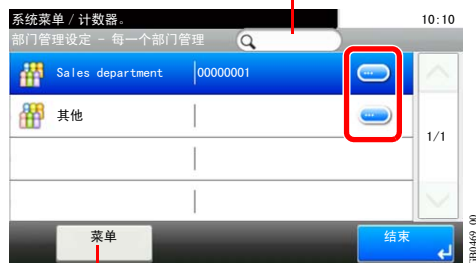 系统菜单 / 计数器。 10:10
部门管理设定 - 每一个部门管理
Sales department 00000001
其他
1/1
菜单 结束